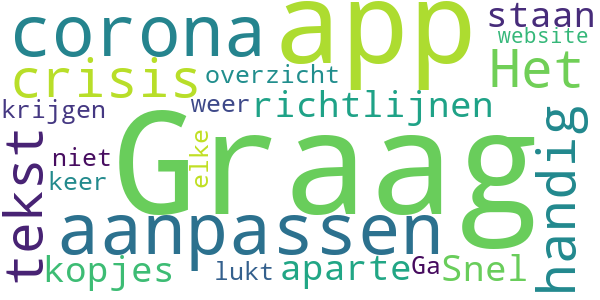 corona
app
staan
website
Het
crisis
overzicht
krijgen
weer
richtlijnen
Graag
tekst
niet
keer
elke
handig
aanpassen
kopjes
lukt
aparte
Ga
Snel